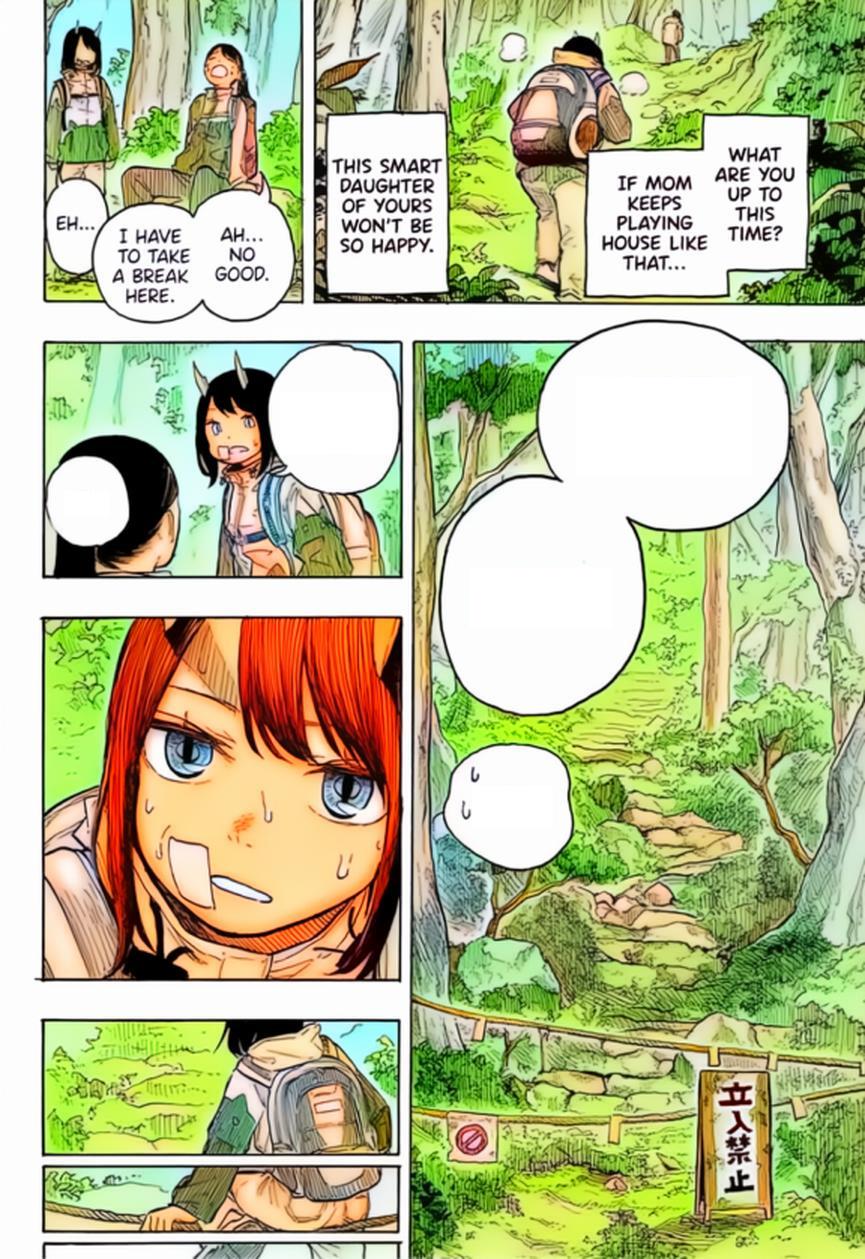 WHAT
ARE YOU
UP TO
THIS
TIME?
IF MOM
KEEPS
PLAYING
HOUSE LIKE
THAT...
THIS SMART
DAUGHTER
OF YOURS
WON'T BE
SO HAPPY.
AH...
NO
GOOD.
I HAVE
TO TAKE
A BREAK
HERE.
EH...
立入禁止